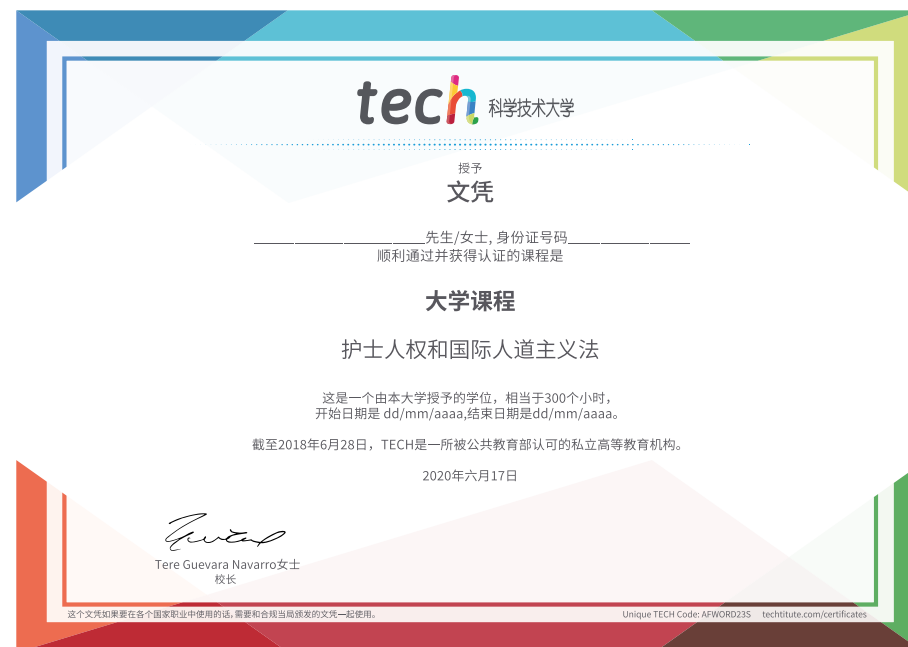 tech 科学技术大学
授予
文凭
________________________先生/女士, 身份证号码_________________
顺利通过并获得认证的课程是
大学课程
护士人权和国际人道主义法
这是一个由本大学授予的学位，相当于300个小时，
开始日期是 dd/mm/aaaa,结束日期是dd/mm/aaaa。
截至2018年6月28日，TECH是一所被公共教育部认可的私立高等教育机构。
2020年六月17日
Tere Guevara Navarro女士
校长
这个文凭如果要在各个国家职业中使用的话,需要和合规当局颁发的文凭一起使用。
Unique TECH Code: AFWORD23S techtitute.com/certificates